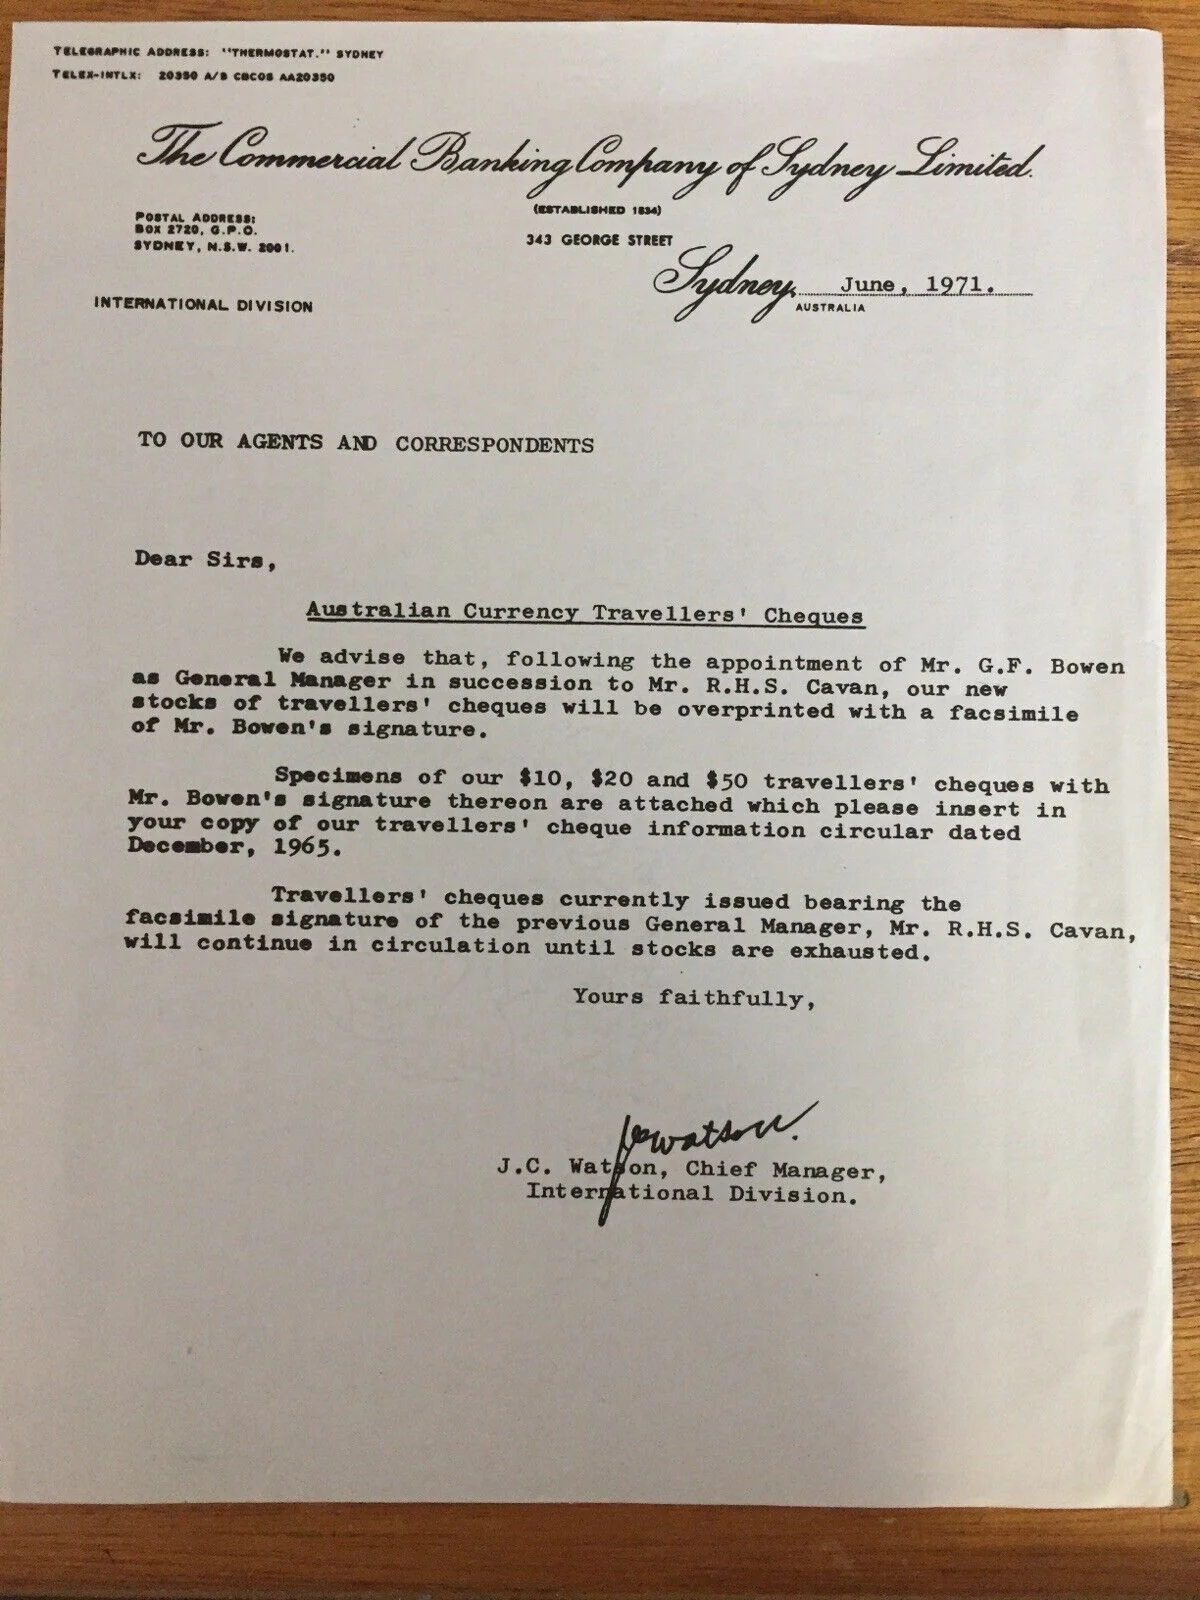 TELEGRAPHIC ADDRESS: "THERMOSTAT." SYDNEY
TELEX-INTLX: 20350 A/B CBCOS AA20350
The Commercial Banking Company of Sydney Limited.
(ESTABLISHED 1834)
POSTAL ADDRESS:
BOX 2720, G.P.O.
SYDNEY, N.S.W. 2001.
343 GEORGE STREET
Sydney, June, 1971.
AUSTRALIA
INTERNATIONAL DIVISION
TO OUR AGENTS AND CORRESPONDENTS
Dear Sirs,
Australian Currency Travellers' Cheques
We advise that, following the appointment of Mr. G.F. Bowen
as General Manager in succession to Mr. R.H.S. Cavan, our new
stocks of travellers' cheques will be overprinted with a facsimile
of Mr. Bowen's signature.
Specimens of our $10, $20 and $50 travellers' cheques with
Mr. Bowen's signature thereon are attached which please insert in
your copy of our travellers' cheque information circular dated
December, 1965.
Travellers' cheques currently issued bearing the
facsimile signature of the previous General Manager, Mr. R.H.S. Cavan,
will continue in circulation until stocks are exhausted.
Yours faithfully,
JCWatson.
J.C. Watson, Chief Manager,
International Division.